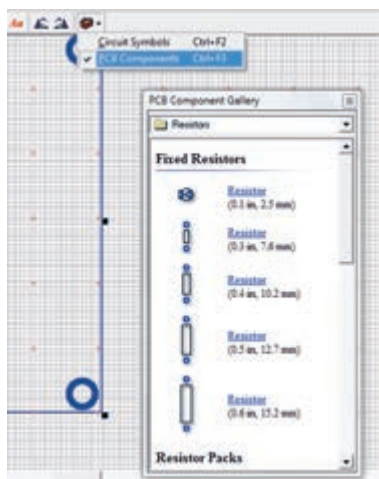 Aa
Circuit Symbols Ctrl+F2
PCB Components Ctrl+F3
PCB Component Gallery
Resistors
Fixed Resistors
Resistor
(0.1 in, 2.5 mm)
Resistor
(0.3 in, 7.6 mm)
Resistor
(0.4 in, 10.2 mm)
Resistor
(0.5 in, 12.7 mm)
Resistor
(0.6 in, 15.2 mm)
Resistor Packs